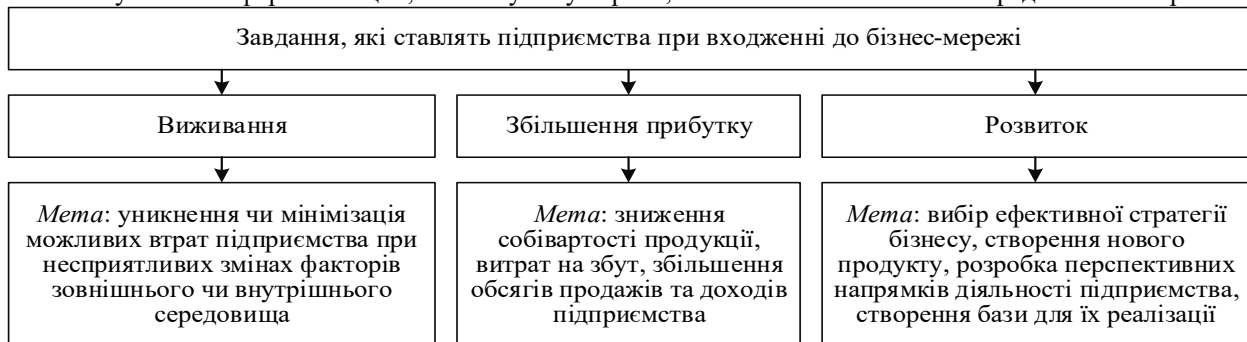 Завдання, які ставлять підприємства при входженні до бізнес-мережі
Виживання
Збільшення прибутку
Розвиток
Мета: уникнення чи мінімізація
можливих втрат підприємства при
несприятливих змінах факторів
зовнішнього чи внутрішнього
середовища
Мета: зниження
собівартості продукції,
витрат на збут, збільшення
обсягів продажів та доходів
підприємства
Мета: вибір ефективної стратегії
бізнесу, створення нового
продукту, розробка перспективних
напрямків діяльності підприємства,
створення бази для їх реалізації